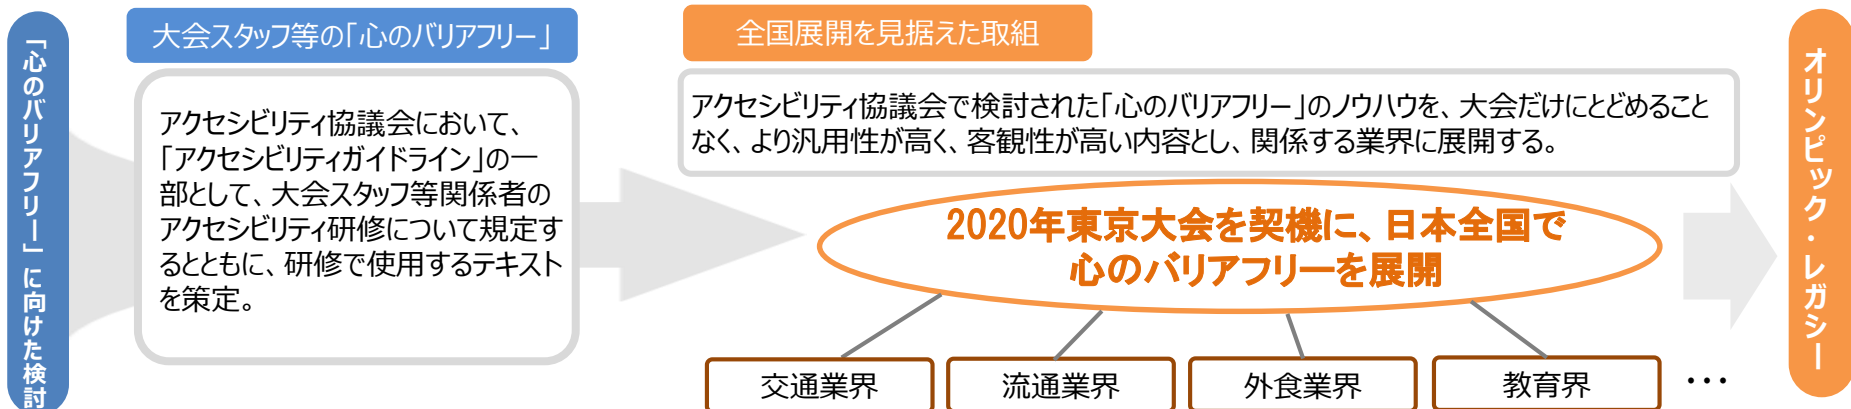 「心のバリアフリー」に向けた検討
大会スタッフ等の「心のバリアフリー」
アクセシビリティ協議会において、
「アクセシビリティガイドライン」の一
部として、大会スタッフ等関係者の
アクセシビリティ研修について規定す
るとともに、研修で使用するテキスト
を策定。
全国展開を見据えた取組
アクセシビリティ協議会で検討された「心のバリアフリー」のノウハウを、大会だけにとどめること
なく、より汎用性が高く、客観性が高い内容とし、関係する業界に展開する。
2020年東京大会を契機に、日本全国で
心のバリアフリーを展開
交通業界
流通業界
外食業界
教育界
・・・
オリンピック・レガシー